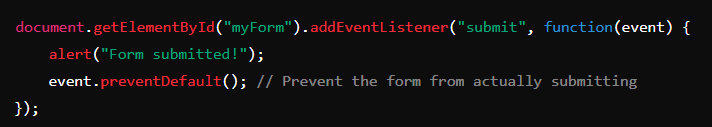 document.getElementById("myForm").addEventListener("submit", function(event) {
    alert("Form submitted!");
    event.preventDefault(); // Prevent the form from actually submitting
});